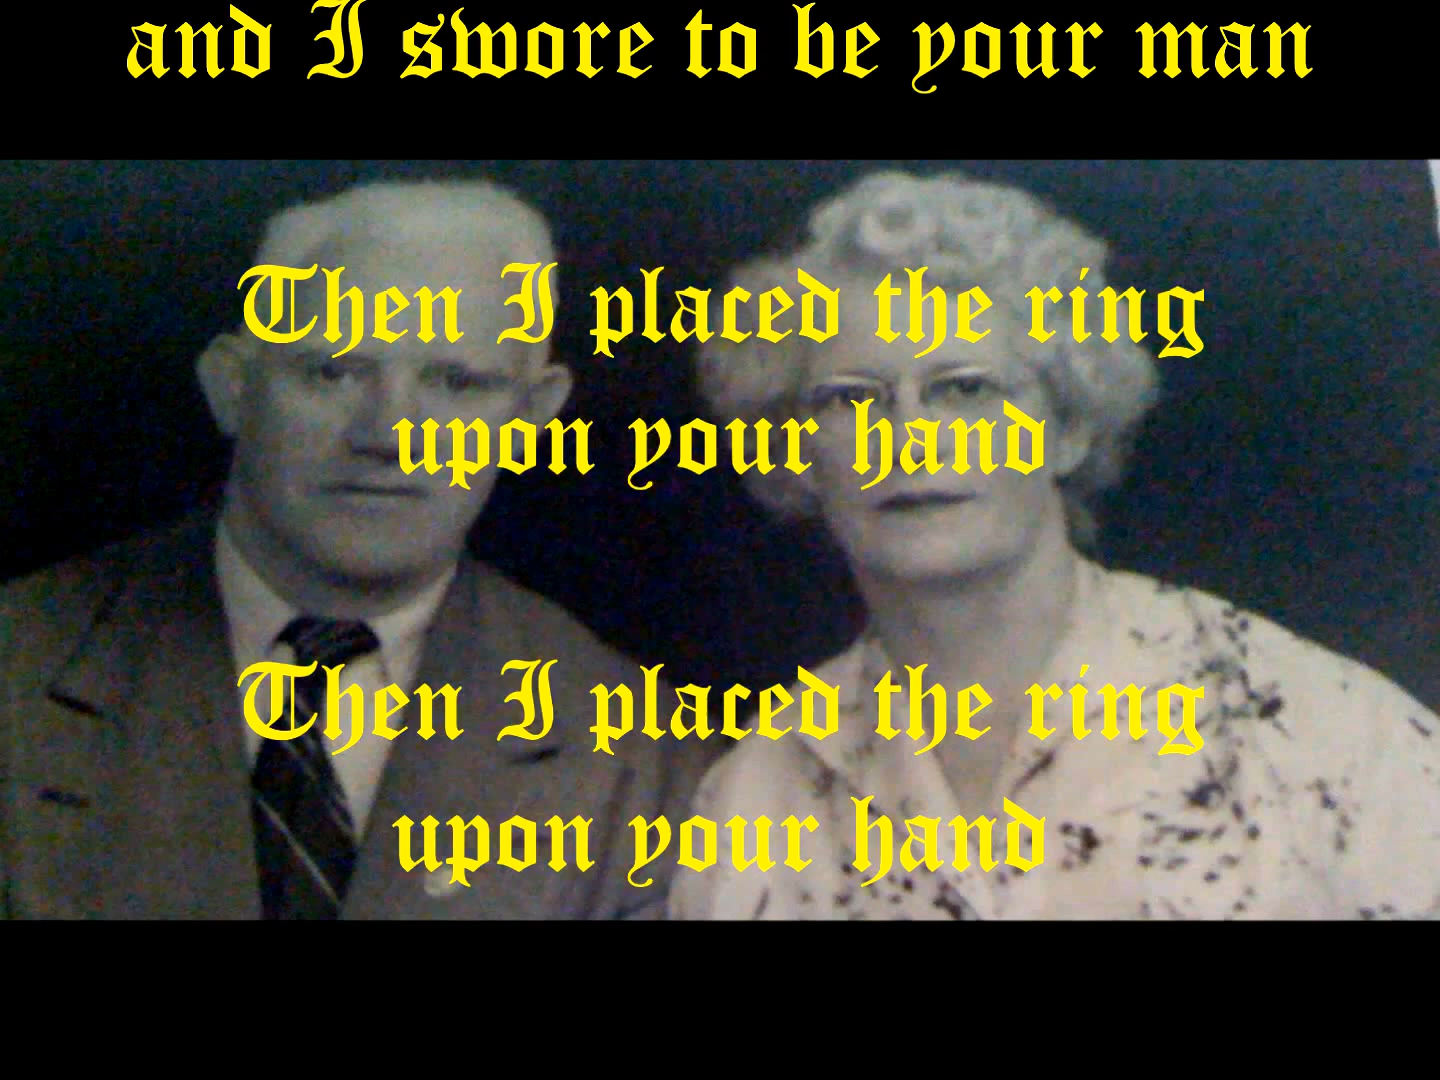 and I swore to be your man
Then I placed the ring
upon your hand
Then I placed the ring
upon your hand